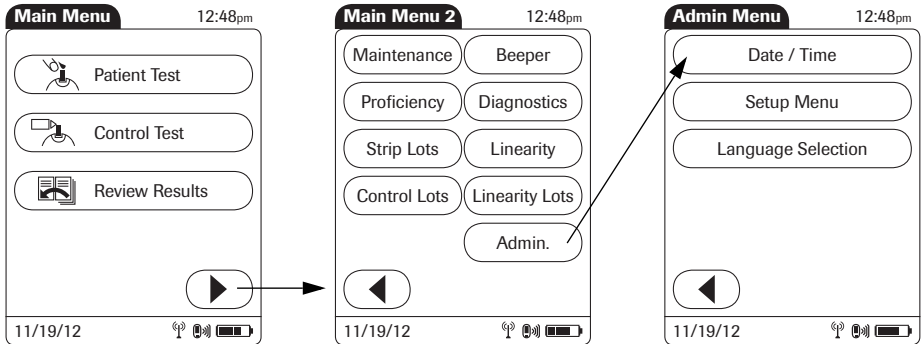 Main Menu 12:48pm
Patient Test
Control Test
Review Results
11/19/12
Main Menu 2 12:48pm
Maintenance Beeper
Proficiency Diagnostics
Strip Lots Linearity
Control Lots Linearity Lots
Admin.
11/19/12
Admin Menu 12:48pm
Date / Time
Setup Menu
Language Selection
11/19/12